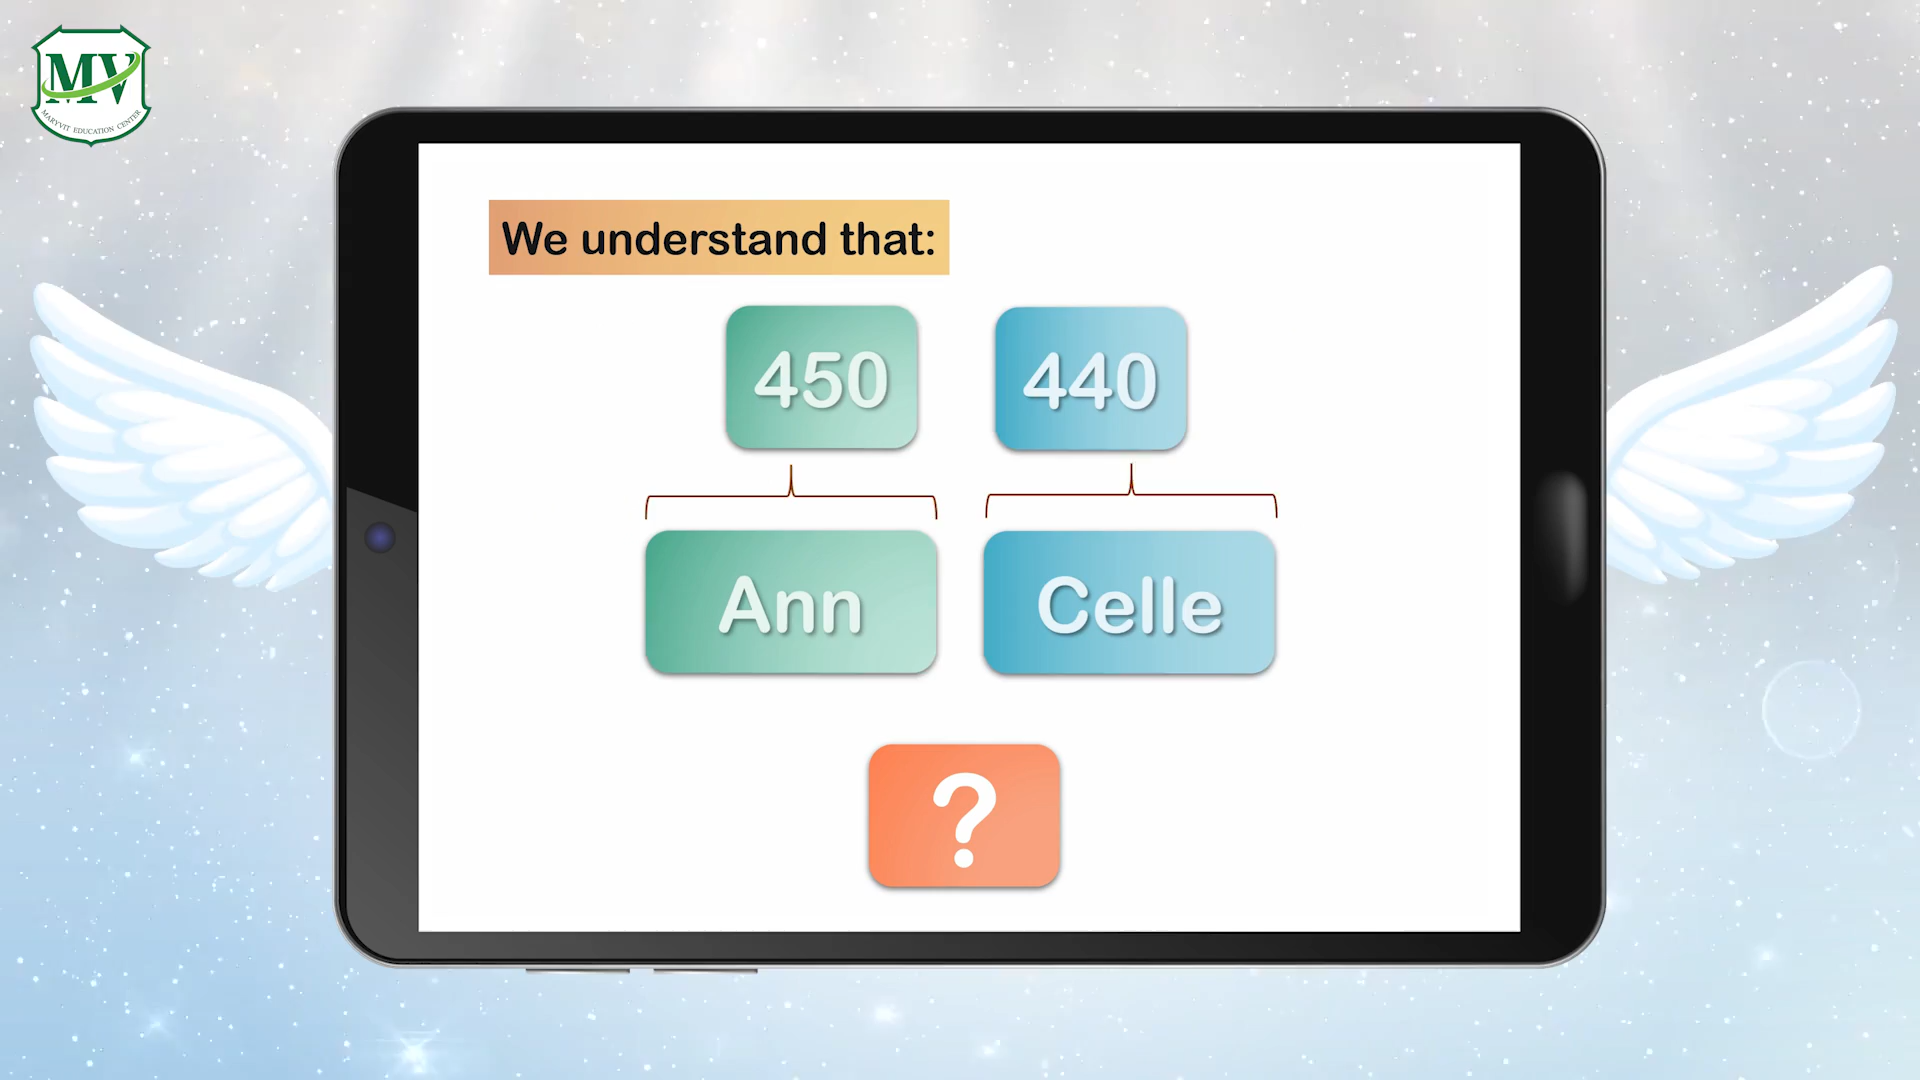 MV
MARYVIT EDUCATION CENTER
We understand that:
450 440
Ann Celle
?